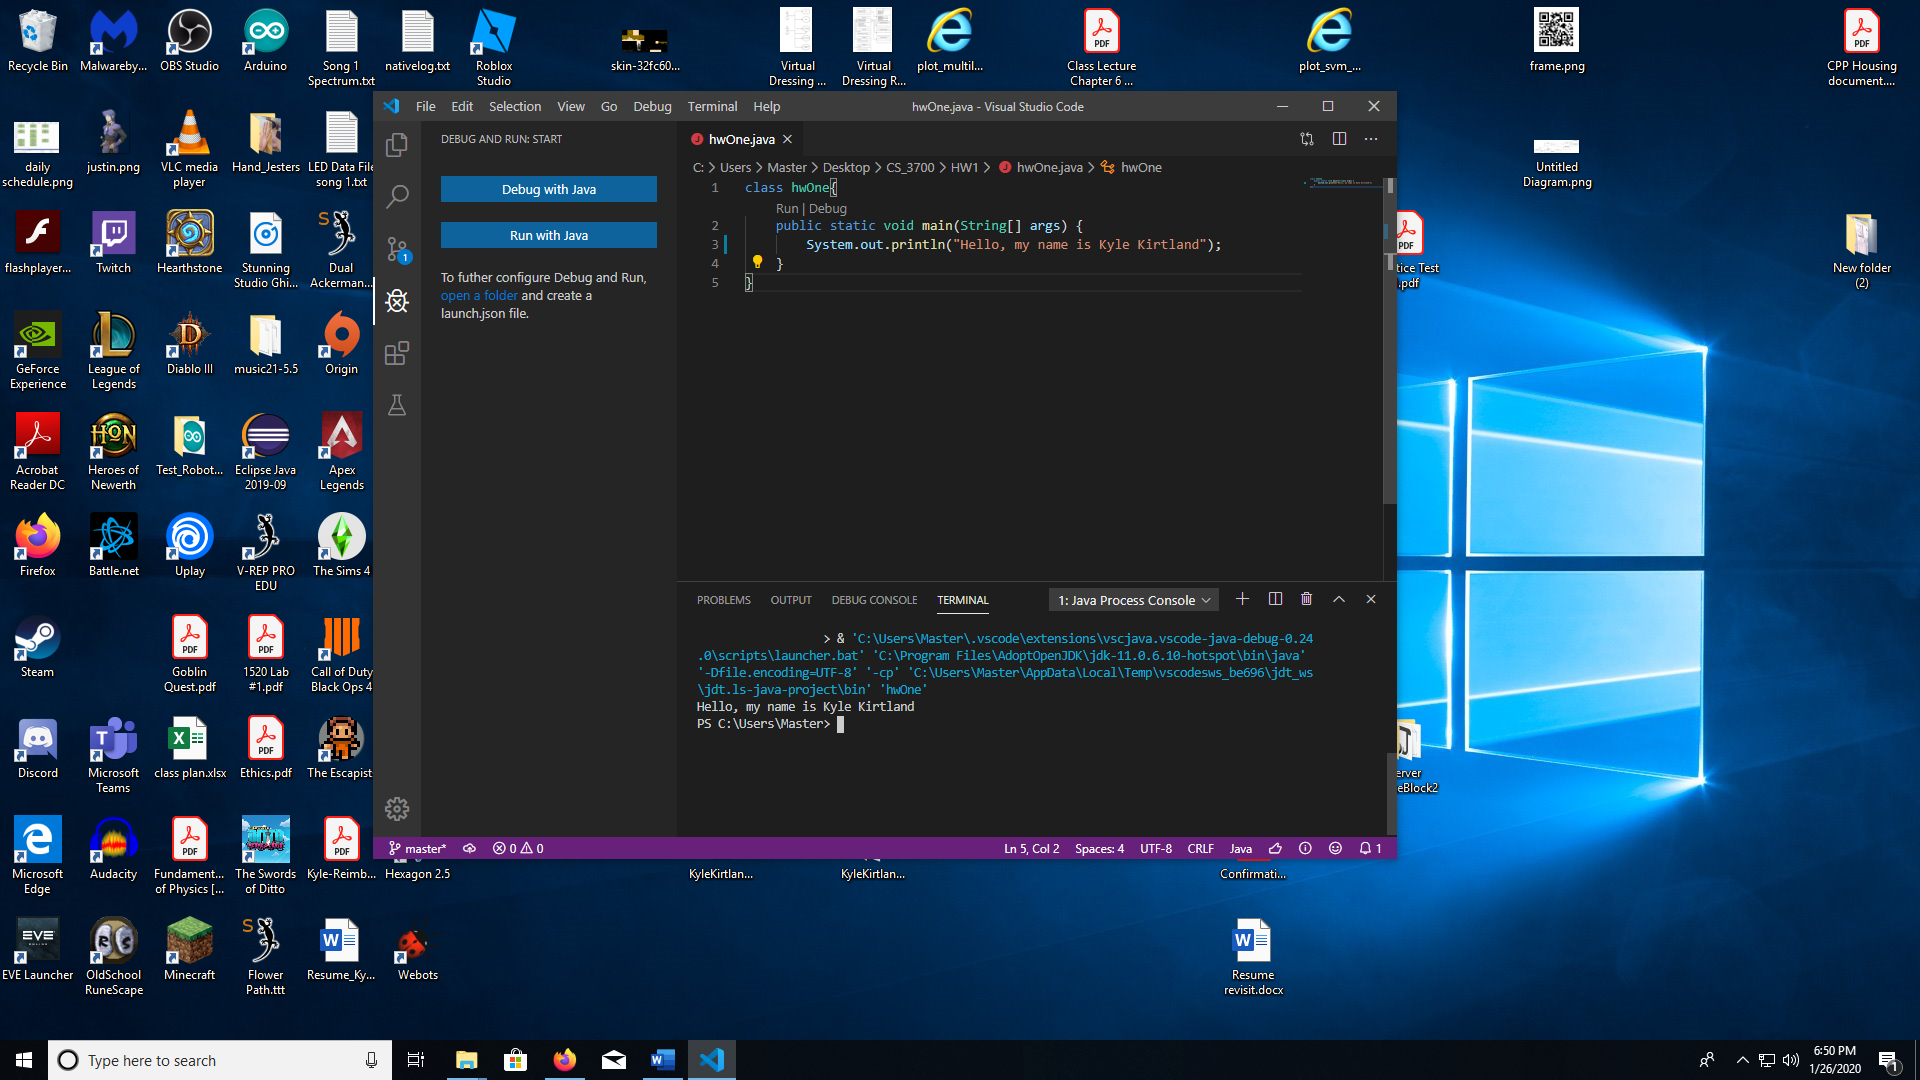 Recycle Bin
Malwareby...
OBS Studio
Arduino
Song 1
Spectrum.txt
nativelog.txt
Roblox
Studio
skin-32fc60...
Virtual
Dressing ...
Virtual
Dressing R...
plot_multil...
Class Lecture
Chapter 6 ...
plot_svm_...
frame.png
CPP Housing
document....
daily
schedule.png
justin.png
VLC media
player
Hand_Jesters
LED Data File
song 1.txt
Untitled
Diagram.png
flashplayer...
Twitch
Hearthstone
Stunning
Studio Ghi...
Dual
Ackerman...
tice Test
.pdf
New folder
(2)
GeForce
Experience
League of
Legends
Diablo III
music21-5.5
Origin
Acrobat
Reader DC
Heroes of
Newerth
Test_Robot...
Eclipse Java
2019-09
Apex
Legends
Firefox
Battle.net
Uplay
V-REP PRO
EDU
The Sims 4
Steam
Goblin
Quest.pdf
1520 Lab
#1.pdf
Call of Duty
Black Ops 4
Discord
Microsoft
Teams
class plan.xlsx
Ethics.pdf
The Escapist
erver
eBlock2
Microsoft
Edge
Audacity
Fundament...
of Physics [...
The Swords
of Ditto
Kyle-Reimb...
Hexagon 2.5
KyleKirtlan...
KyleKirtlan...
Confirmati...
EVE Launcher
OldSchool
RuneScape
Minecraft
Flower
Path.ttt
Resume_Ky...
Webots
Resume
revisit.docx
File Edit Selection View Go Debug Terminal Help
hwOne.java - Visual Studio Code
DEBUG AND RUN: START
Debug with Java
Run with Java
To futher configure Debug and Run,
open a folder and create a
launch.json file.
1
hwOne.java
C: > Users > Master > Desktop > CS_3700 > HW1 > hwOne.java > hwOne
1 class hwOne{
Run | Debug
2 public static void main(String[] args) {
3 System.out.println("Hello, my name is Kyle Kirtland");
4 }
5 }
PROBLEMS OUTPUT DEBUG CONSOLE TERMINAL
1: Java Process Console
> & 'C:\Users\Master\.vscode\extensions\vscjava.vscode-java-debug-0.24
.0\scripts\launcher.bat' 'C:\Program Files\AdoptOpenJDK\jdk-11.0.6.10-hotspot\bin\java'
'-Dfile.encoding=UTF-8' '-cp' 'C:\Users\Master\AppData\Local\Temp\vscodesws_be696\jdt_ws
\jdt.ls-java-project\bin' 'hwOne'
Hello, my name is Kyle Kirtland
PS C:\Users\Master>
master* 0 0 Ln 5, Col 2 Spaces: 4 UTF-8 CRLF Java 1
Type here to search
6:50 PM
1/26/2020
1